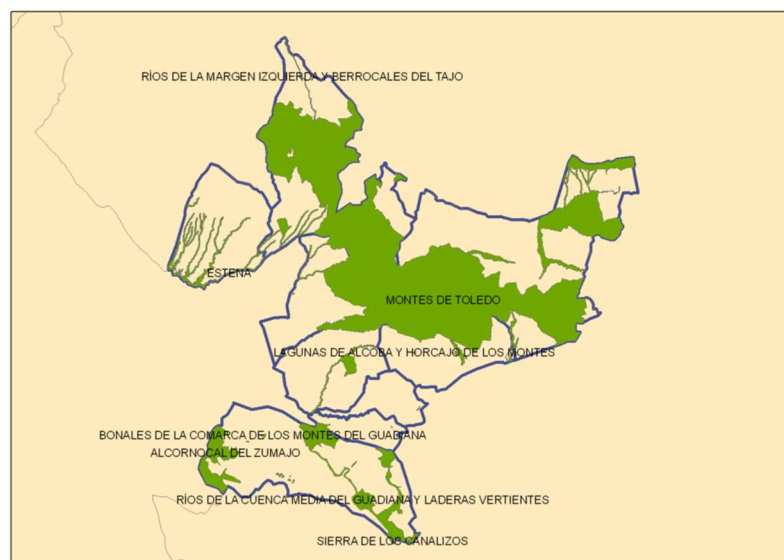 RÍOS DE LA MARGEN IZQUIERDA Y BERROCALES DEL TAJO
ESTENA
MONTES DE TOLEDO
LAGUNAS DE ALCOBA Y HORCAJO DE LOS MONTES
BONALES DE LA COMARCA DE LOS MONTES DEL GUADIANA
ALCORNOCAL DEL ZUMAJO
RÍOS DE LA CUENCA MEDIA DEL GUADIANA Y LADERAS VERTIENTES
SIERRA DE LOS CANALIZOS